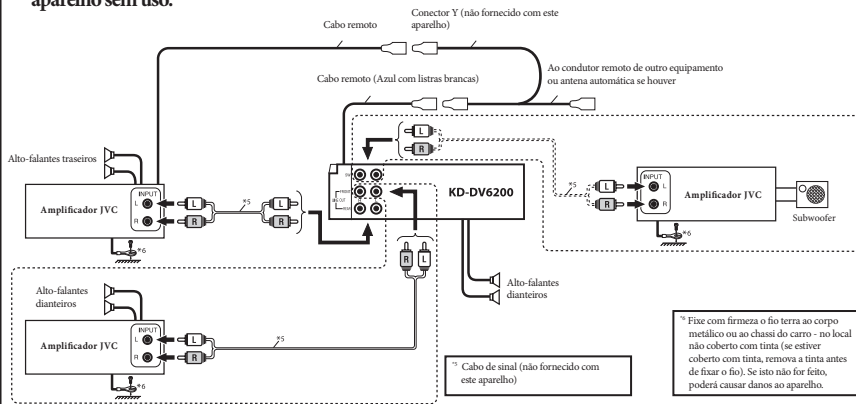 aparelho sem uso.
Cabo remoto
Conector Y (não fornecido com este
aparelho)
Cabo remoto (Azul com listras brancas)
Ao condutor remoto de outro equipamento
ou antena automática se houver
Alto-falantes traseiros
Amplificador JVC
INPUT
L
R
*6
L
R
*5
L
R
L
R
KD-DV6200
*5
L
R
INPUT
L
R
Amplificador JVC
*6
Subwoofer
R
L
Alto-falantes
dianteiros
Alto-falantes
dianteiros
Amplificador JVC
INPUT
L
R
*6
L
R
*5
*5 Cabo de sinal (não fornecido com
este aparelho)
*6 Fixe com firmeza o fio terra ao corpo
metálico ou ao chassi do carro - no local
não coberto com tinta (se estiver
coberto com tinta, remova a tinta antes
de fixar o fio). Se isto não for feito,
poderá causar danos ao aparelho.